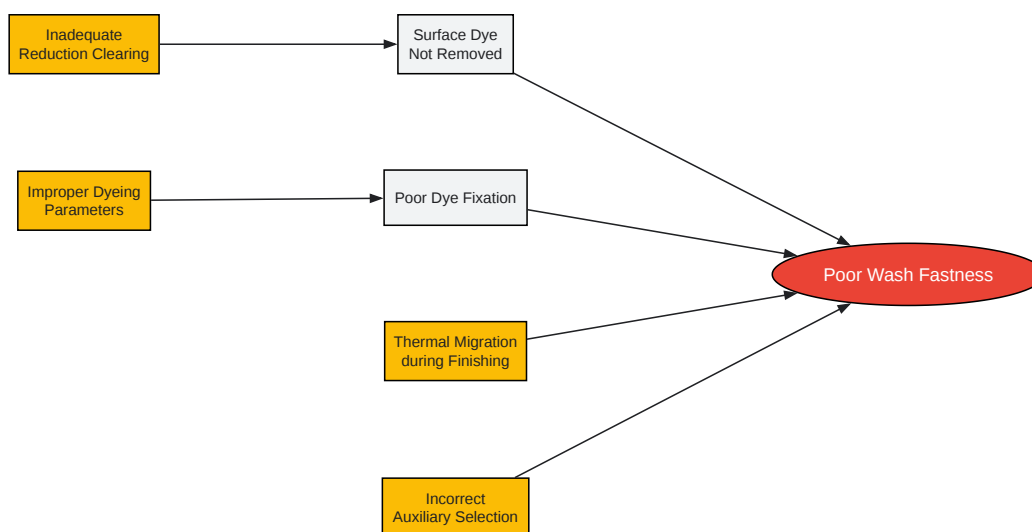 Inadequate
Reduction Clearing
Surface Dye
Not Removed
Improper Dyeing
Parameters
Poor Dye Fixation
Poor Wash Fastness
Thermal Migration
during Finishing
Incorrect
Auxiliary Selection